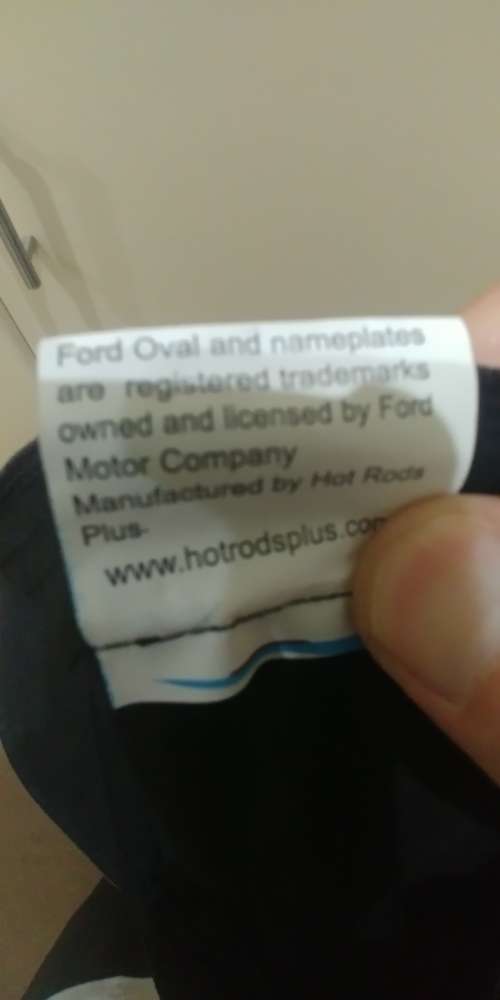 Ford Oval and nameplates
are registered trademarks
owned and licensed by Ford
Motor Company
Manufactured by Hot Rods
Plus-
www.hotrodsplus.com